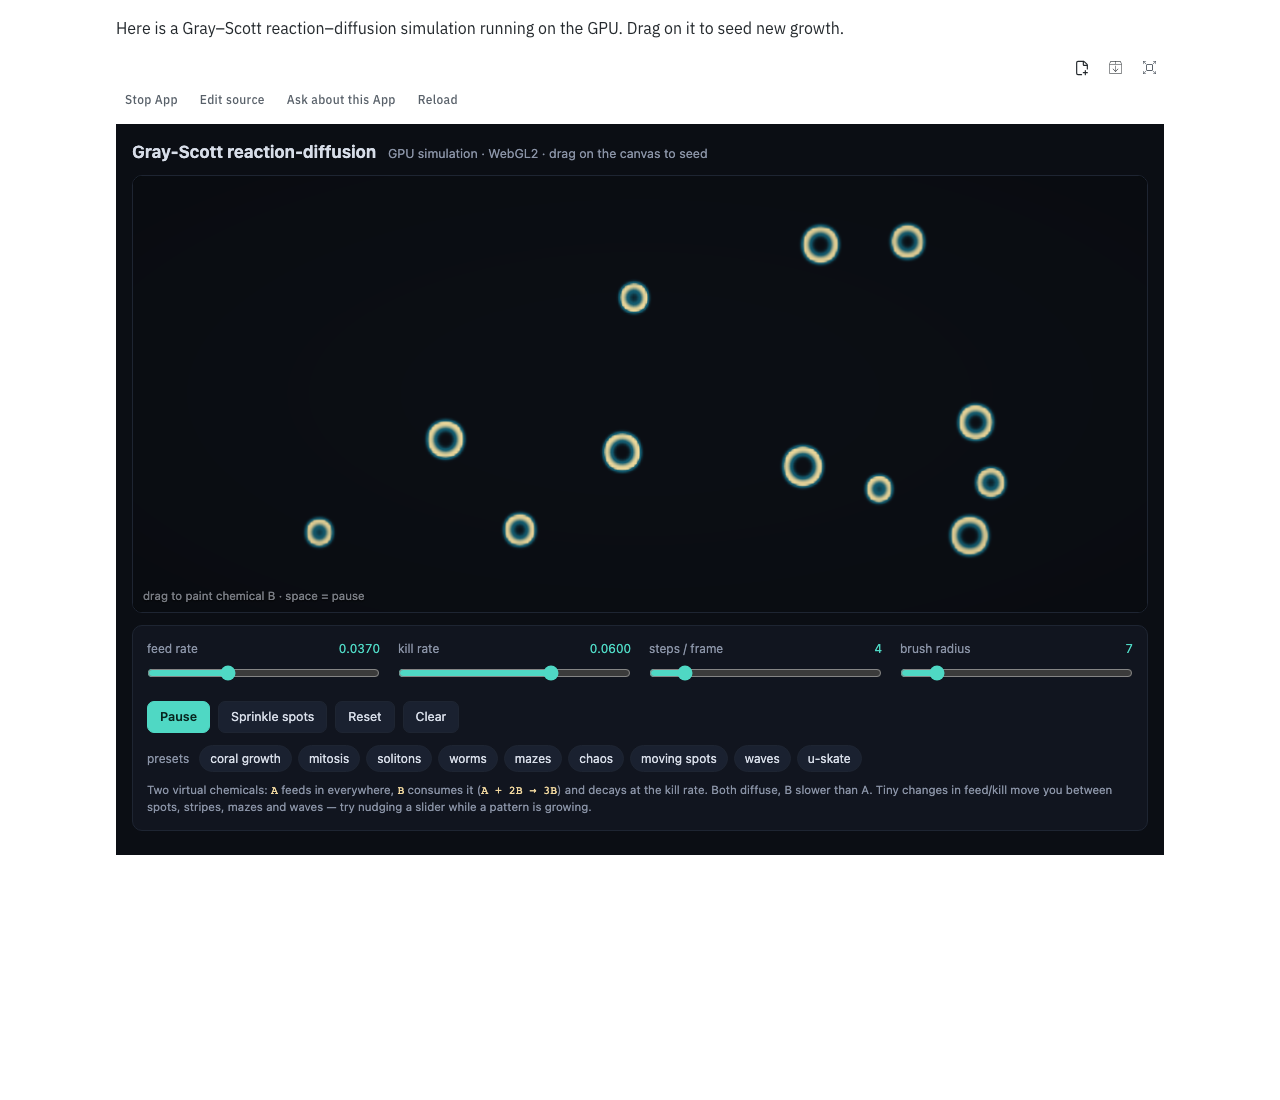 Here is a Gray–Scott reaction–diffusion simulation running on the GPU. Drag on it to seed new growth.
Stop App Edit source Ask about this App Reload
Gray-Scott reaction-diffusion GPU simulation · WebGL2 · drag on the canvas to seed
drag to paint chemical B · space = pause
feed rate 0.0370 kill rate 0.0600 steps / frame 4 brush radius 7
Pause Sprinkle spots Reset Clear
presets coral growth mitosis solitons worms mazes chaos moving spots waves u-skate
Two virtual chemicals: A feeds in everywhere, B consumes it (A + 2B → 3B) and decays at the kill rate. Both diffuse, B slower than A. Tiny changes in feed/kill move you between
spots, stripes, mazes and waves — try nudging a slider while a pattern is growing.